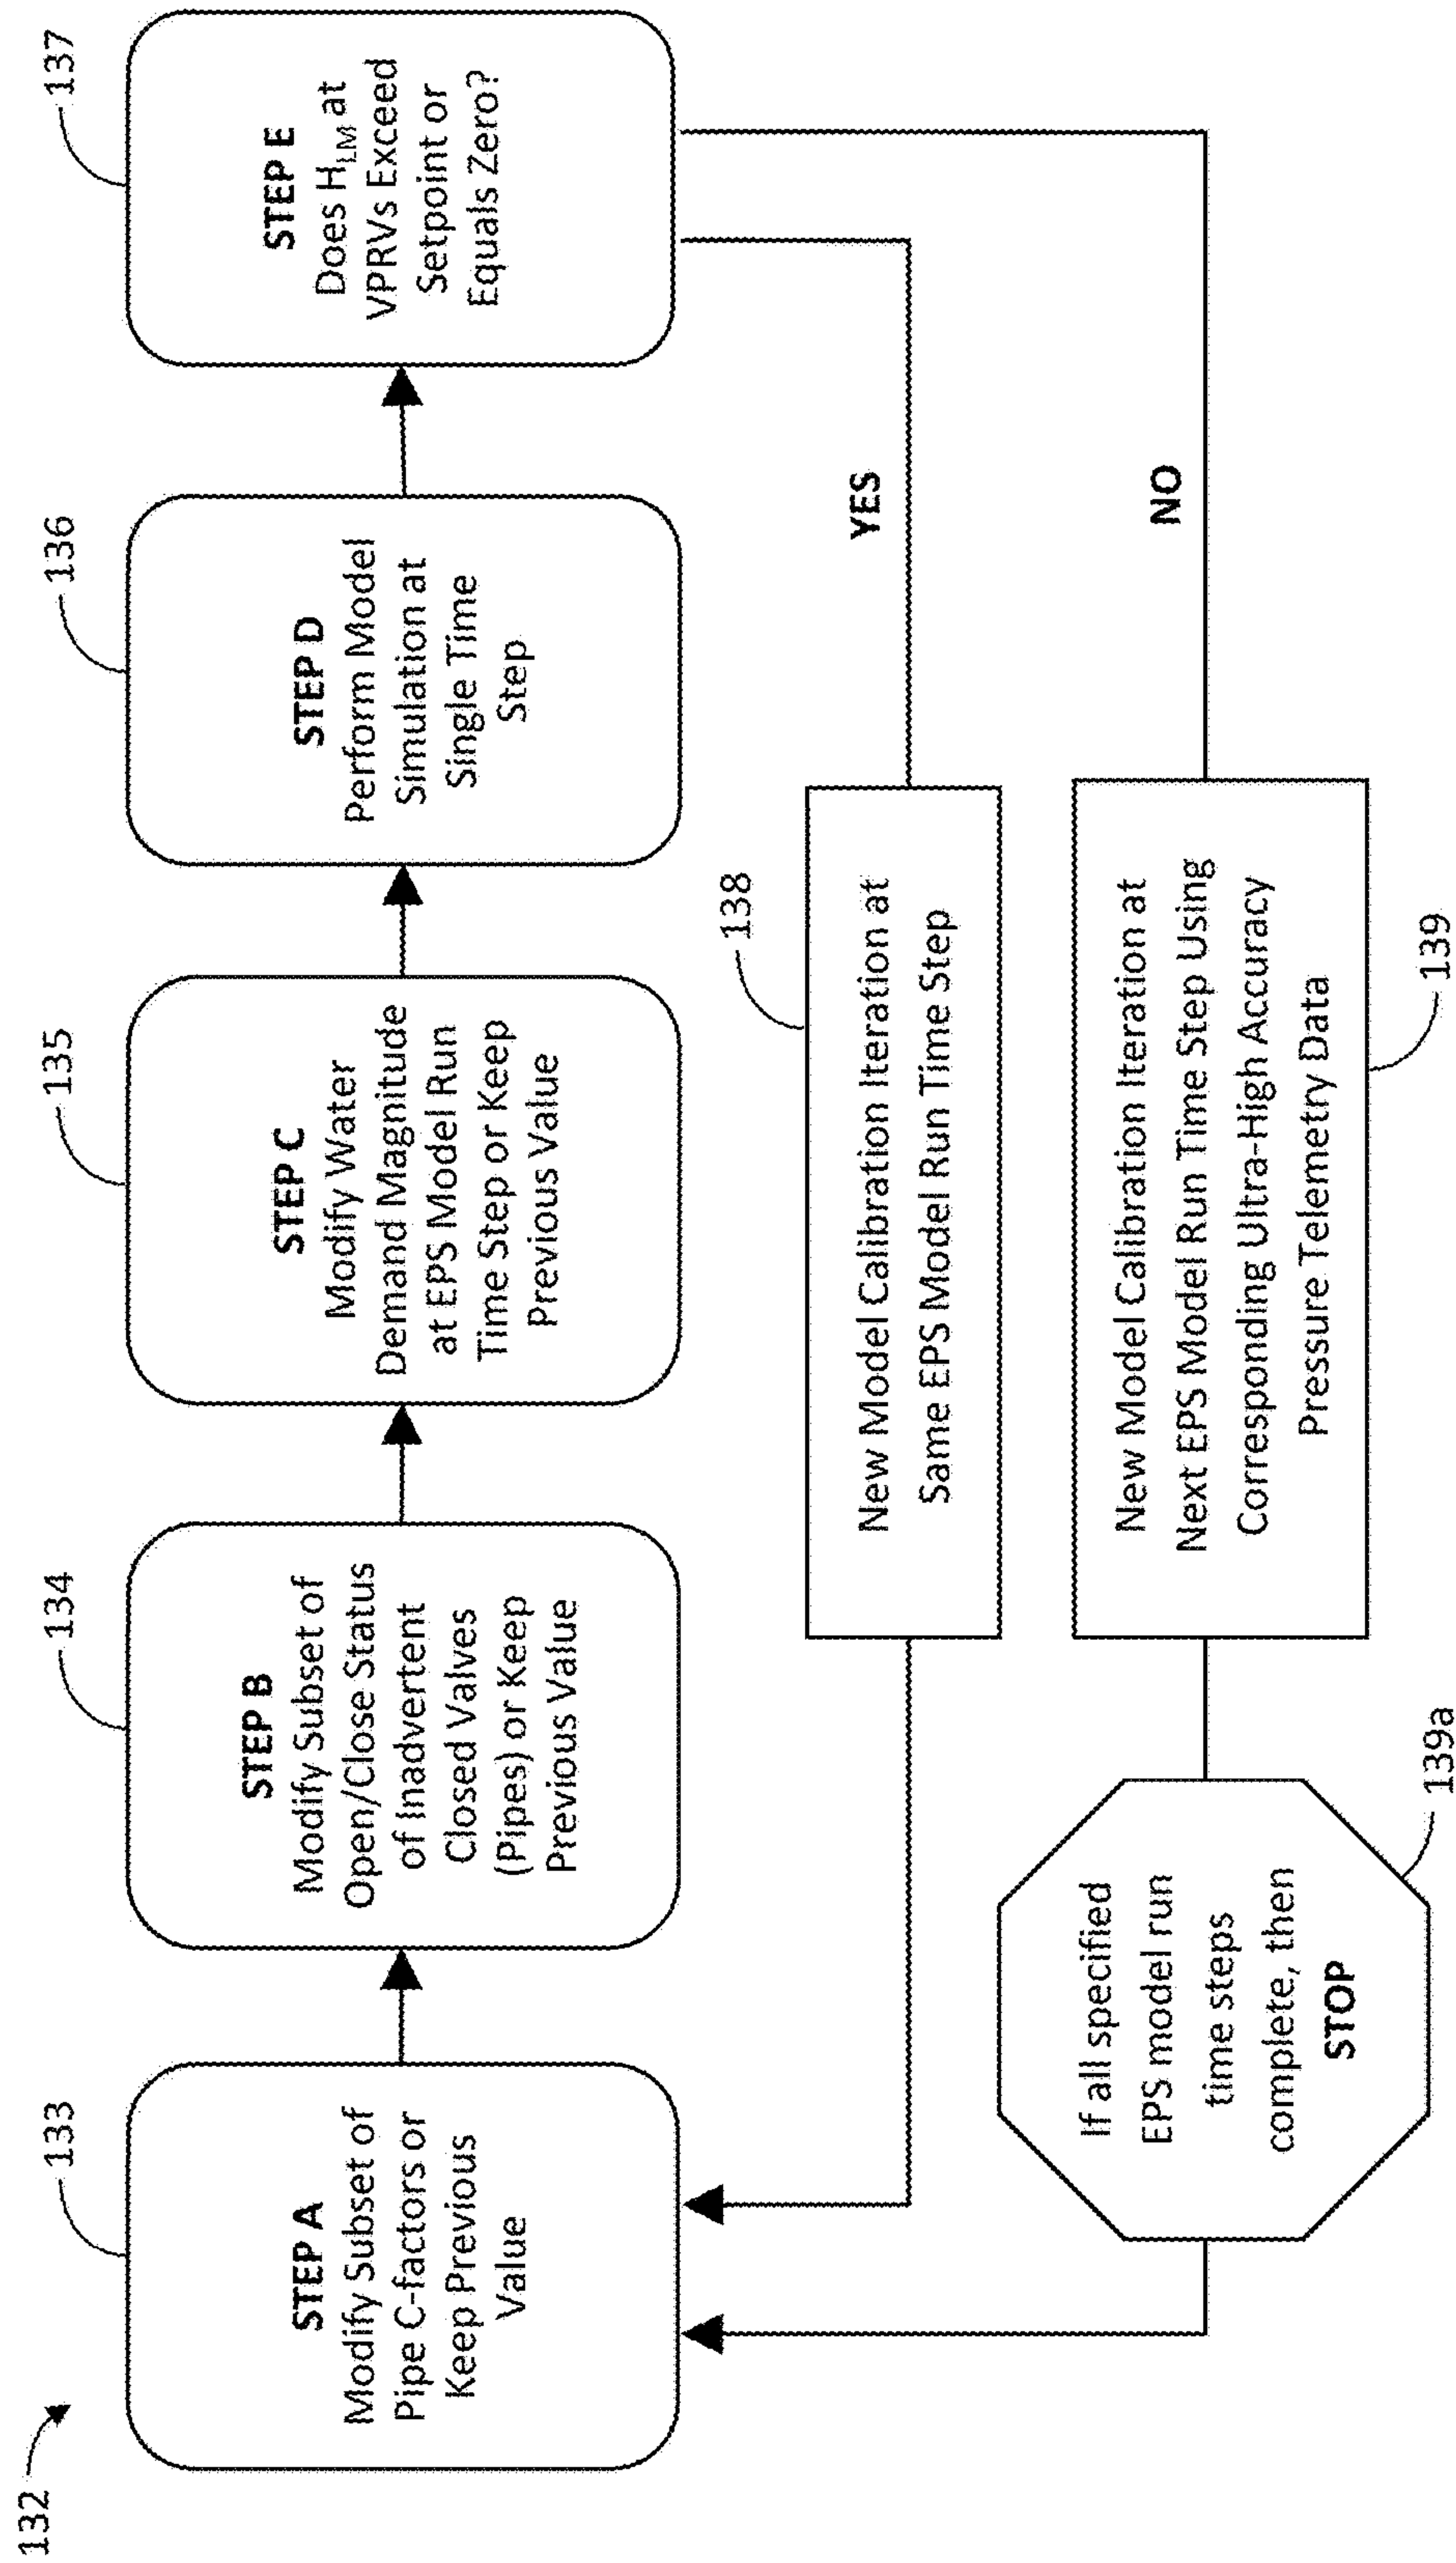 132
133
STEP A
Modify Subset of
Pipe C-factors or
Keep Previous
Value
134
STEP B
Modify Subset of
Open/Close Status
of Inadvertent
Closed Valves
(Pipes) or Keep
Previous Value
135
STEP C
Modify Water
Demand Magnitude
at EPS Model Run
Time Step or Keep
Previous Value
136
STEP D
Perform Model
Simulation at
Single Time
Step
137
STEP E
Does HLM at
VPRVs Exceed
Setpoint or
Equals Zero?
138
New Model Calibration Iteration at
Same EPS Model Run Time Step
YES
New Model Calibration Iteration at
Next EPS Model Run Time Step Using
Corresponding Ultra-High Accuracy
Pressure Telemetry Data
139
NO
If all specified
EPS model run
time steps
complete, then
STOP
139a